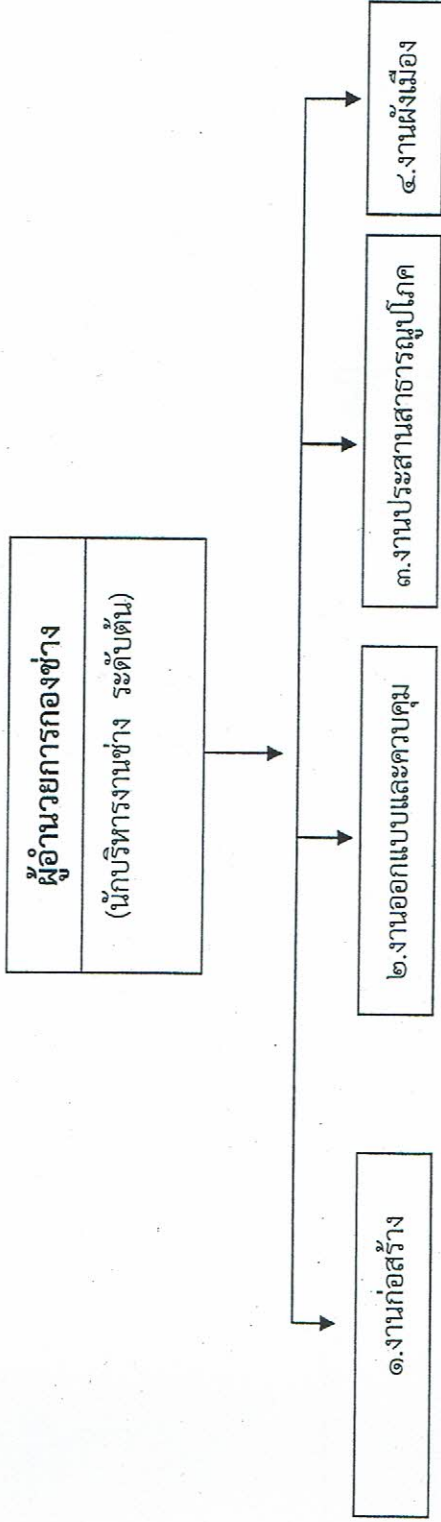 ผู้อำนวยการกองช่าง
(นักบริหารงานช่าง ระดับต้น)
๑.งานก่อสร้าง
๒.งานออกแบบและควบคุม
๓.งานประสานสาธารณูปโภค
๔.งานผังเมือง